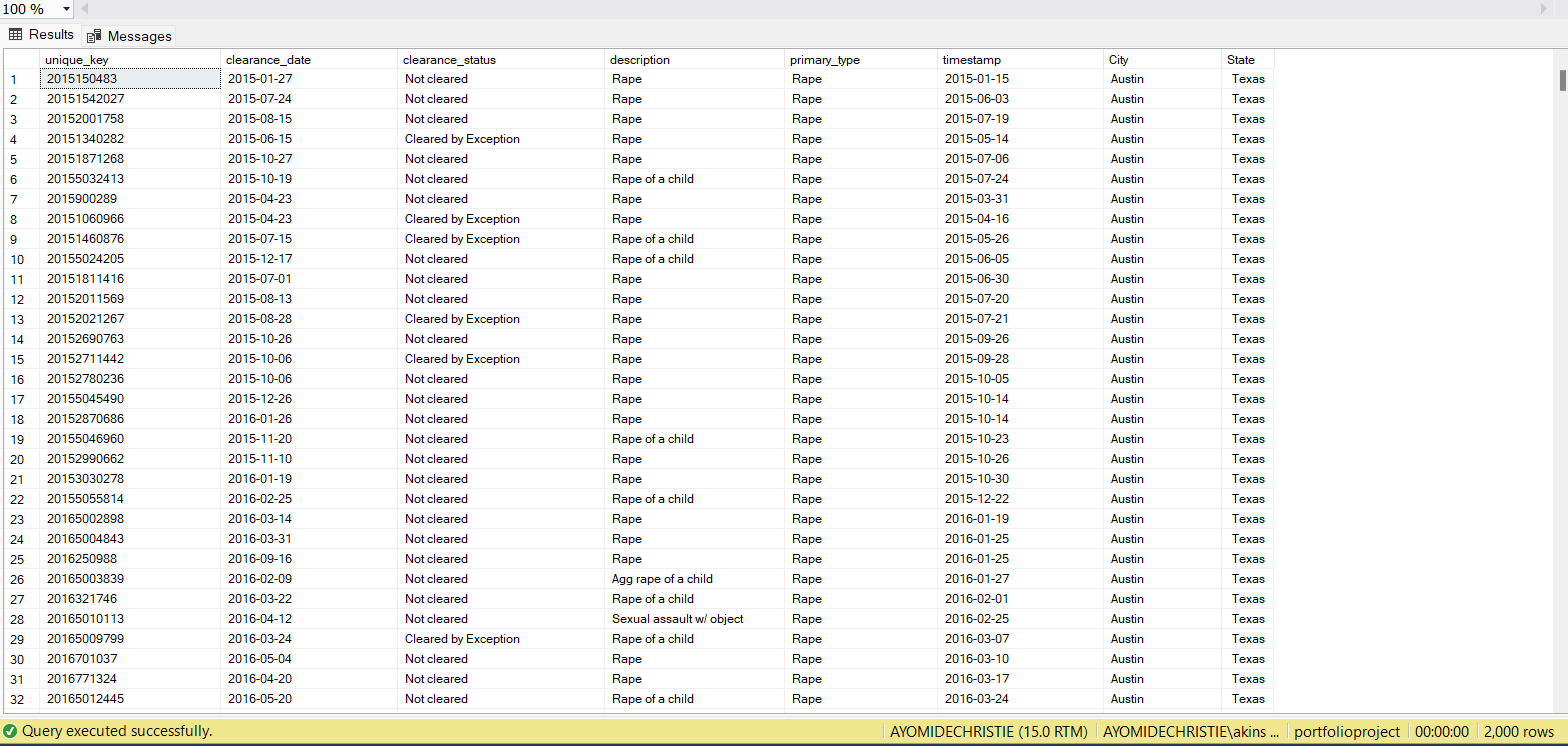 100 %
Results Messages
unique_key clearance_date clearance_status description primary_type timestamp City State
1 2015150483 2015-01-27 Not cleared Rape Rape 2015-01-15 Austin Texas
2 20151542027 2015-07-24 Not cleared Rape Rape 2015-06-03 Austin Texas
3 20152001758 2015-08-15 Not cleared Rape Rape 2015-07-19 Austin Texas
4 20151340282 2015-06-15 Cleared by Exception Rape Rape 2015-05-14 Austin Texas
5 20151871268 2015-10-27 Not cleared Rape Rape 2015-07-06 Austin Texas
6 20155032413 2015-10-19 Not cleared Rape of a child Rape 2015-07-24 Austin Texas
7 2015900289 2015-04-23 Not cleared Rape Rape 2015-03-31 Austin Texas
8 20151060966 2015-04-23 Cleared by Exception Rape Rape 2015-04-16 Austin Texas
9 20151460876 2015-07-15 Cleared by Exception Rape of a child Rape 2015-05-26 Austin Texas
10 20155024205 2015-12-17 Not cleared Rape of a child Rape 2015-06-05 Austin Texas
11 20151811416 2015-07-01 Not cleared Rape Rape 2015-06-30 Austin Texas
12 20152011569 2015-08-13 Not cleared Rape Rape 2015-07-20 Austin Texas
13 20152021267 2015-08-28 Cleared by Exception Rape Rape 2015-07-21 Austin Texas
14 20152690763 2015-10-26 Not cleared Rape Rape 2015-09-26 Austin Texas
15 20152711442 2015-10-06 Cleared by Exception Rape Rape 2015-09-28 Austin Texas
16 20152780236 2015-10-06 Not cleared Rape Rape 2015-10-05 Austin Texas
17 20155045490 2015-12-26 Not cleared Rape Rape 2015-10-14 Austin Texas
18 20152870686 2016-01-26 Not cleared Rape Rape 2015-10-14 Austin Texas
19 20155046960 2015-11-20 Not cleared Rape of a child Rape 2015-10-23 Austin Texas
20 20152990662 2015-11-10 Not cleared Rape Rape 2015-10-26 Austin Texas
21 20153030278 2016-01-19 Not cleared Rape Rape 2015-10-30 Austin Texas
22 20155055814 2016-02-25 Not cleared Rape of a child Rape 2015-12-22 Austin Texas
23 20165002898 2016-03-14 Not cleared Rape Rape 2016-01-19 Austin Texas
24 20165004843 2016-03-31 Not cleared Rape Rape 2016-01-25 Austin Texas
25 2016250988 2016-09-16 Not cleared Rape Rape 2016-01-25 Austin Texas
26 20165003839 2016-02-09 Not cleared Agg rape of a child Rape 2016-01-27 Austin Texas
27 2016321746 2016-03-22 Not cleared Rape of a child Rape 2016-02-01 Austin Texas
28 20165010113 2016-04-12 Not cleared Sexual assault w/ object Rape 2016-02-25 Austin Texas
29 20165009799 2016-03-24 Cleared by Exception Rape of a child Rape 2016-03-07 Austin Texas
30 2016701037 2016-05-04 Not cleared Rape Rape 2016-03-10 Austin Texas
31 2016771324 2016-04-20 Not cleared Rape Rape 2016-03-17 Austin Texas
32 20165012445 2016-05-20 Not cleared Rape of a child Rape 2016-03-24 Austin Texas
Query executed successfully. AYOMIDECHRISTIE (15.0 RTM) AYOMIDECHRISTIE\akins ... portfolioproject 00:00:00 2,000 rows